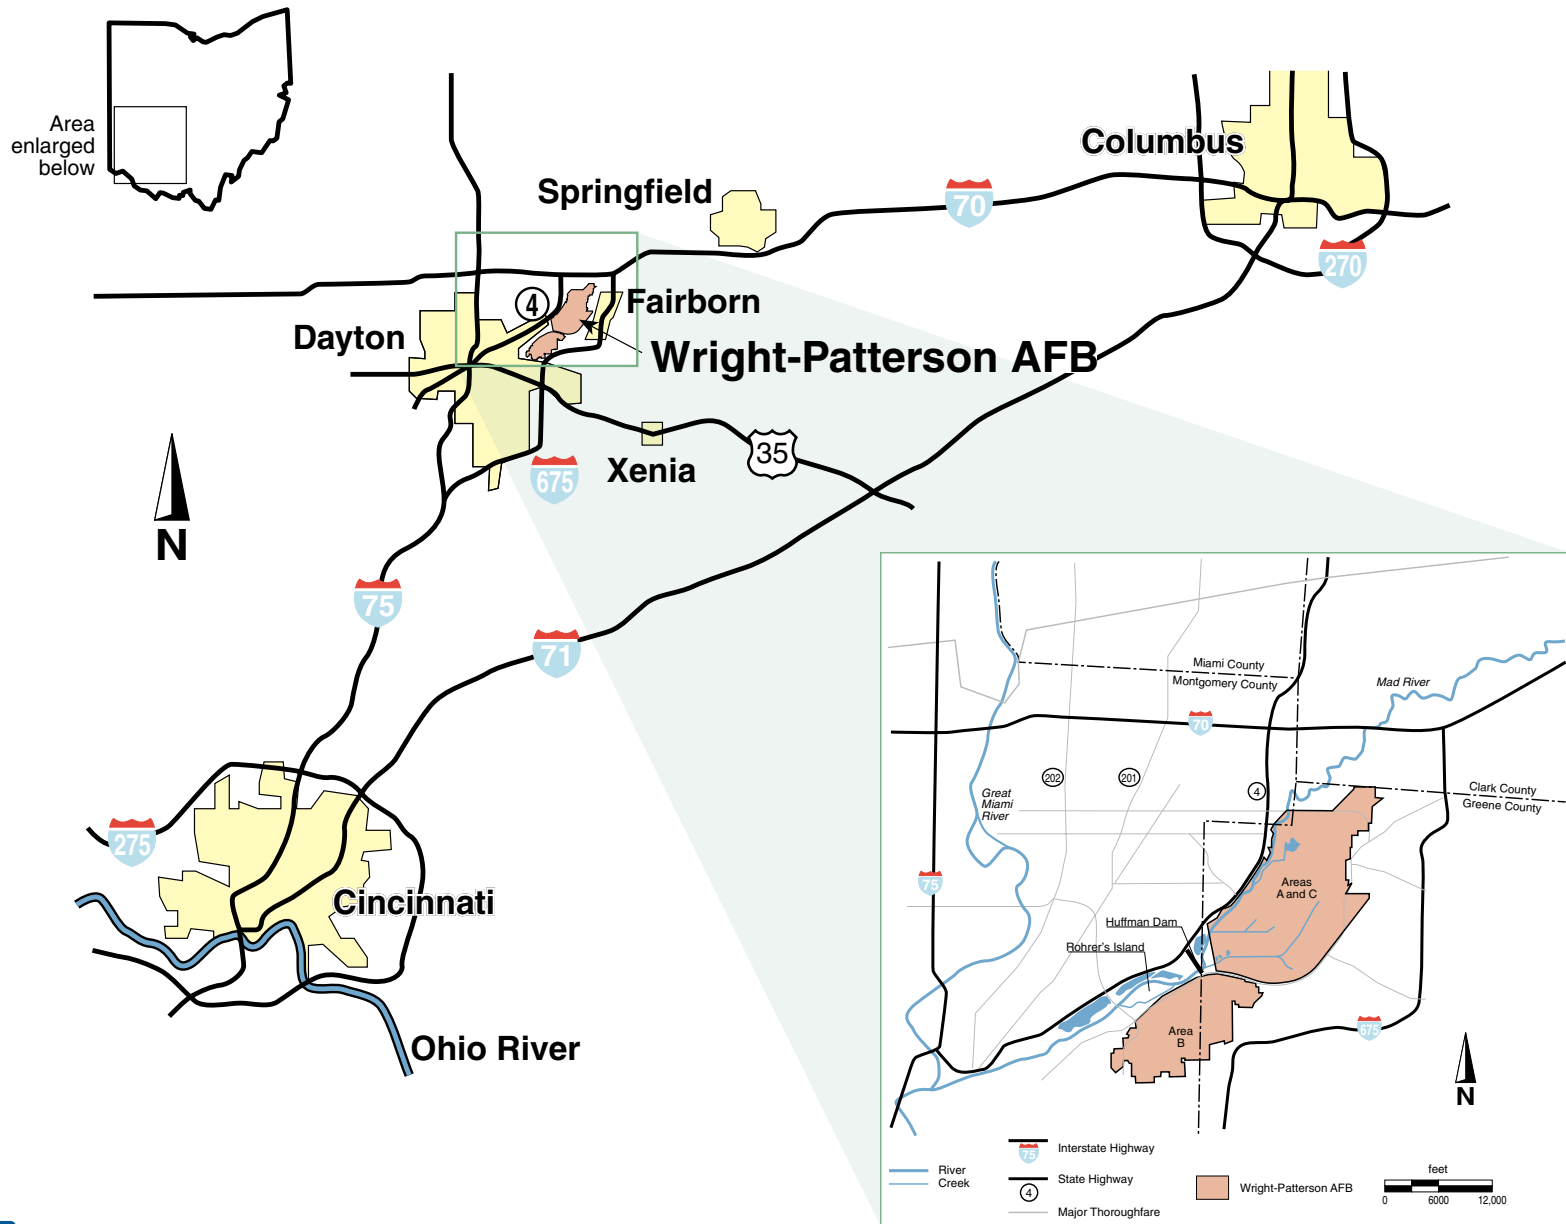 Area
enlarged
below
Columbus
Springfield
70
270
4
Fairborn
Dayton
Wright-Patterson AFB
35
Xenia
675
N
75
71
275
Cincinnati
Ohio River
Miami County
Montgomery County
Mad River
70
202
201
4
Great
Miami
River
Clark County
Greene County
75
Areas
A and C
Huffman Dam
Rohrer's Island
Area
B
675
N
75
Interstate Highway
River
Creek
State Highway
4
Major Thoroughfare
Wright-Patterson AFB
feet
0 6000 12,000